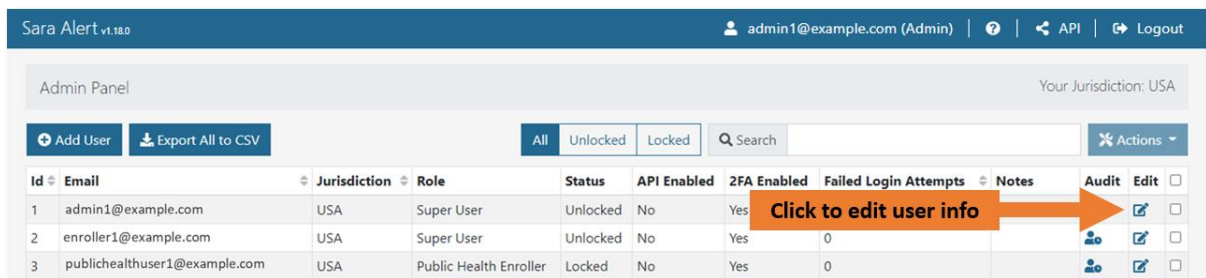 Sara Alert v1.18.0 admin1@example.com (Admin) | ? | API | Logout
Admin Panel Your Jurisdiction: USA
Add User Export All to CSV All Unlocked Locked Search Actions
Id Email Jurisdiction Role Status API Enabled 2FA Enabled Failed Login Attempts Notes Audit Edit
1 admin1@example.com USA Super User Unlocked No Yes Click to edit user info
2 enroller1@example.com USA Super User Unlocked No Yes 0
3 publichealthuser1@example.com USA Public Health Enroller Locked No Yes 0